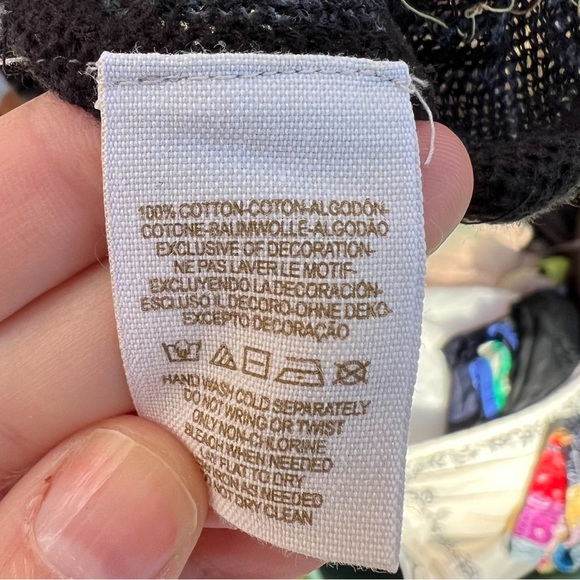 100% COTTON-COTON-ALGODÓN-
COTONE-BAUMWOLLE-ALGODÃO
EXCLUSIVE OF DECORATION-
NE PAS LAVER LE MOTIF-
EXCLUYENDO LA DECORACIÓN-
ESCLUSO IL DECORO-OHNE DEKO-
EXCEPTO DECORAÇÃO
HAND WASH COLD SEPARATELY
DO NOT WRING OR TWIST
ONLY NON-CHLORINE
BLEACH WHEN NEEDED
FLAT TO DRY
IRON AS NEEDED
NOT DRY CLEAN